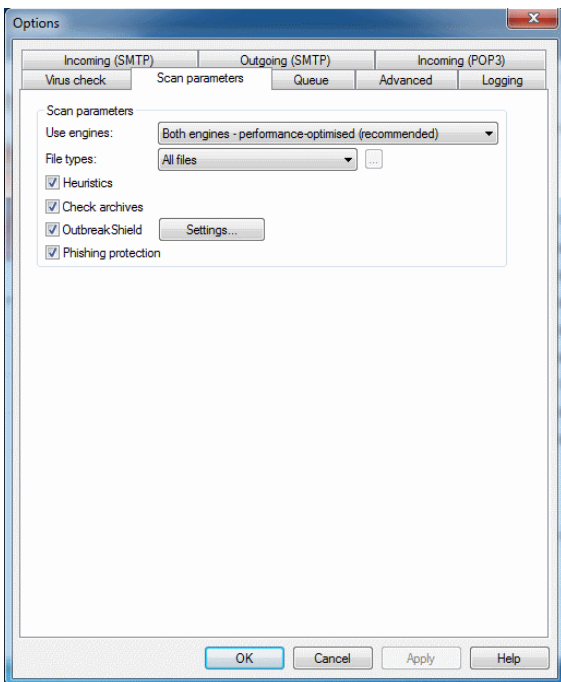 Options
Incoming (SMTP) Outgoing (SMTP) Incoming (POP3)
Virus check Scan parameters Queue Advanced Logging
Scan parameters
Use engines: Both engines - performance-optimised (recommended)
File types: All files ...
Heuristics
Check archives
OutbreakShield Settings...
Phishing protection
OK Cancel Apply Help